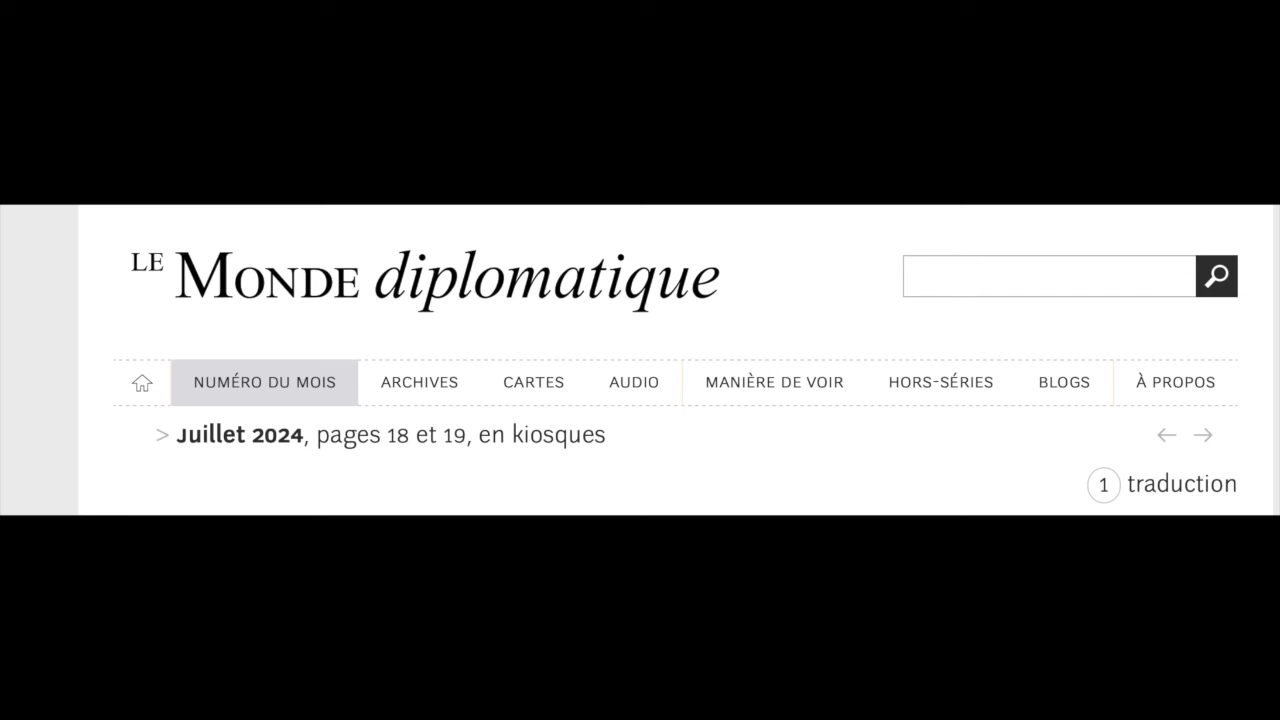 LE MONDE diplomatique
NUMÉRO DU MOIS ARCHIVES CARTES AUDIO MANIÈRE DE VOIR HORS-SÉRIES BLOGS À PROPOS
> Juillet 2024, pages 18 et 19, en kiosques
1 traduction